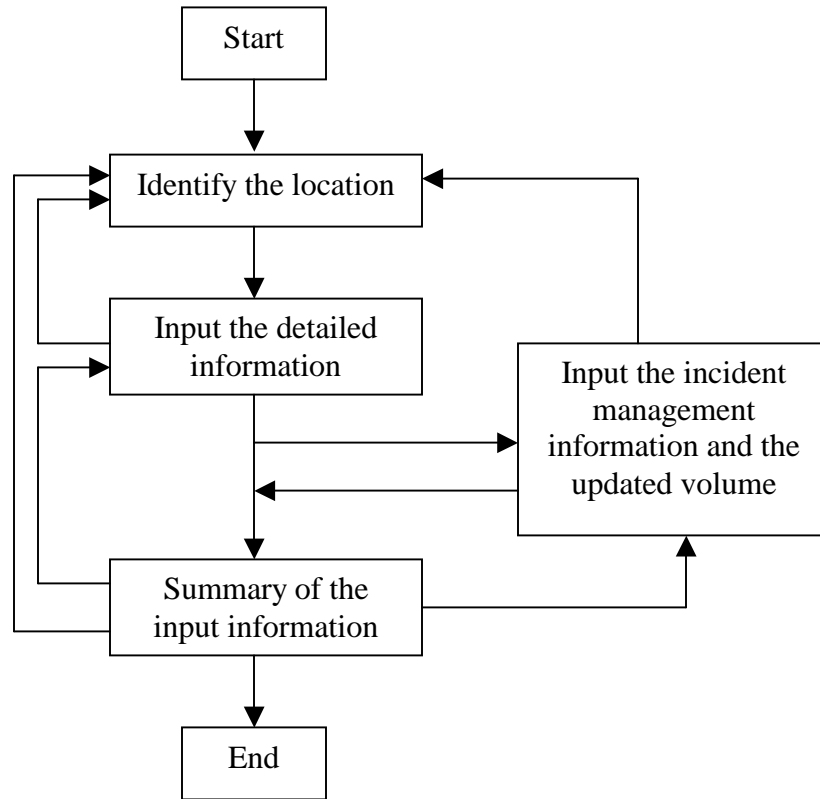 Start
Identify the location
Input the detailed
information
Input the incident
management
information and the
updated volume
Summary of the
input information
End